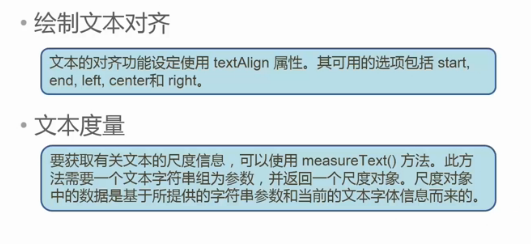 • 绘制文本对齐
文本的对齐功能设定使用 textAlign 属性。其可用的选项包括 start,
end, left, center和 right。
• 文本度量
要获取有关文本的尺度信息，可以使用 measureText() 方法。此方
法需要一个文本字符串组为参数，并返回一个尺度对象。尺度对象
中的数据是基于所提供的字符串参数和当前的文本字体信息而来的。